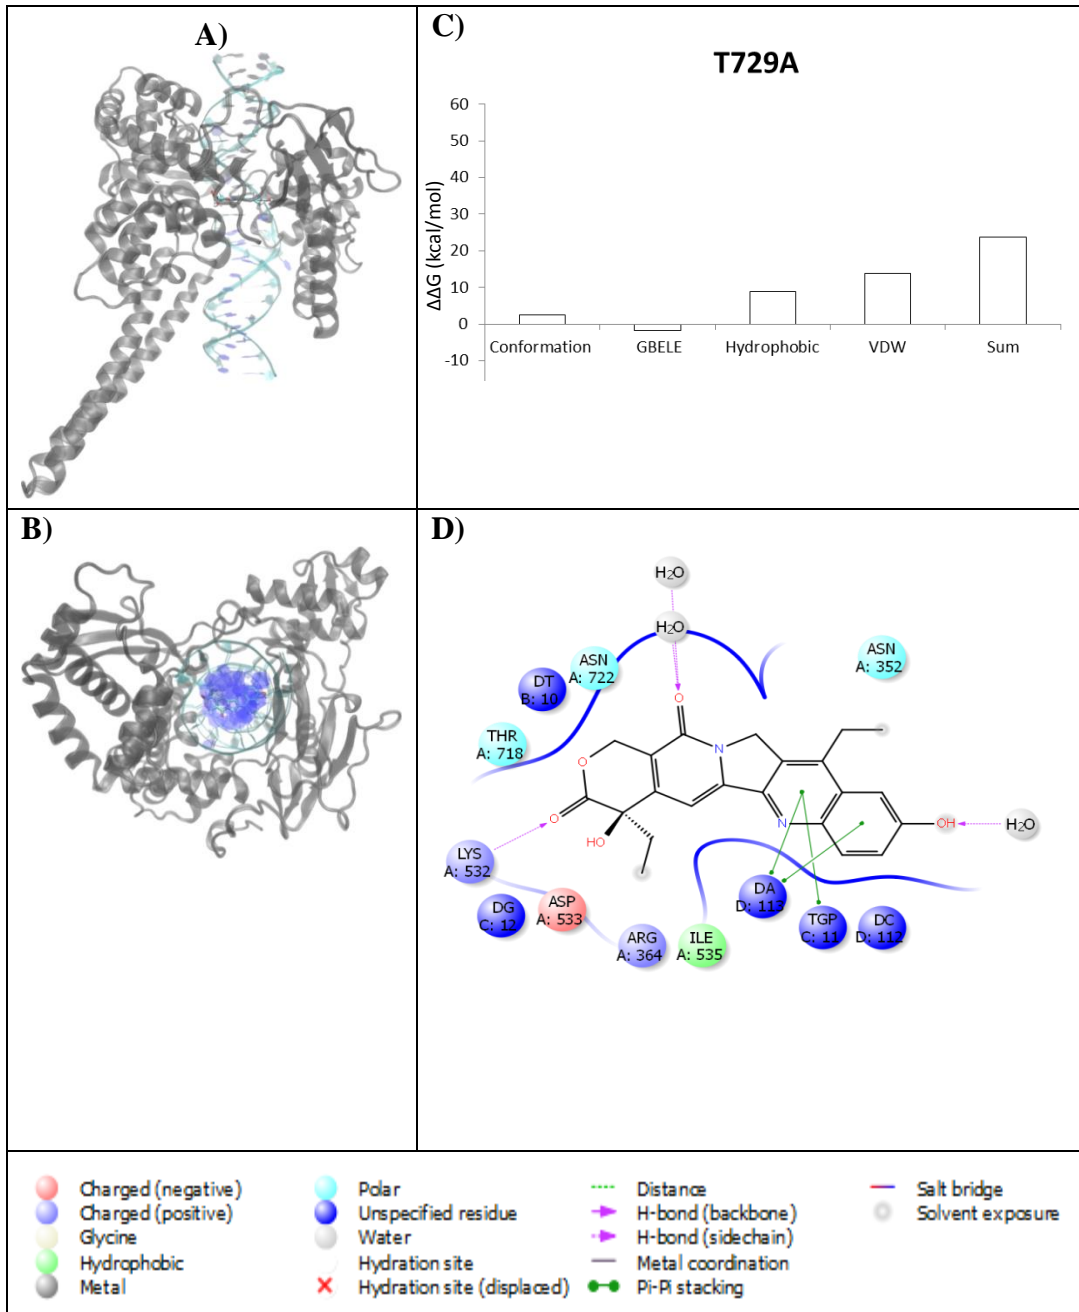 A)
C)
T729A
ΔΔG (kcal/mol)
60
50
40
30
20
10
0
-10
Conformation GBELE Hydrophobic VDW Sum
B)
D)
H₂O
H₂O
ASN
A: 722
ASN
A: 352
DT
B: 10
THR
A: 718
O
O
N
O
O
HO
N
OH
H₂O
LYS
A: 532
DG
C: 12
ASP
A: 533
ARG
A: 364
ILE
A: 535
DA
D: 113
TGP
C: 11
DC
D: 112
Charged (negative)
Charged (positive)
Glycine
Hydrophobic
Metal
Polar
Unspecified residue
Water
Hydration site
Hydration site (displaced)
Distance
H-bond (backbone)
H-bond (sidechain)
Metal coordination
Pi-Pi stacking
Salt bridge
Solvent exposure